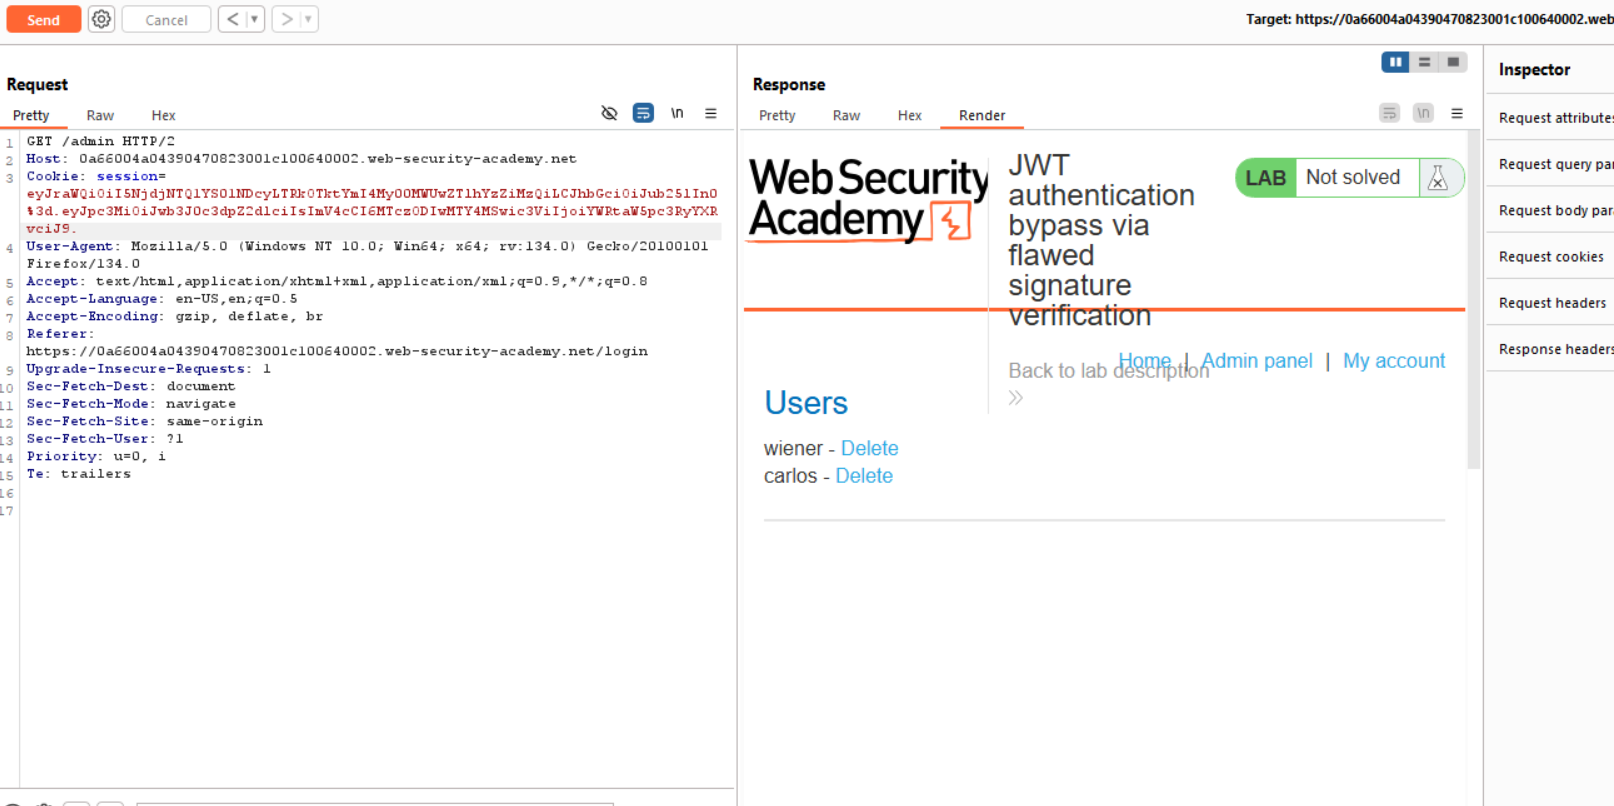 Send
Cancel
Target: https://0a66004a04390470823001c100640002.web
Request
Response
Inspector
Pretty Raw Hex
\n
Pretty Raw Hex Render
\n
1 GET /admin HTTP/2
2 Host: 0a66004a04390470823001c100640002.web-security-academy.net
3 Cookie: session=
4 User-Agent: Mozilla/5.0 (Windows NT 10.0; Win64; x64; rv:134.0) Gecko/20100101
Firefox/134.0
5 Accept: text/html,application/xhtml+xml,application/xml;q=0.9,*/*;q=0.8
6 Accept-Language: en-US,en;q=0.5
7 Accept-Encoding: gzip, deflate, br
8 Referer:
https://0a66004a04390470823001c100640002.web-security-academy.net/login
9 Upgrade-Insecure-Requests: 1
10 Sec-Fetch-Dest: document
11 Sec-Fetch-Mode: navigate
12 Sec-Fetch-Site: same-origin
13 Sec-Fetch-User: ?1
14 Priority: u=0, i
15 Te: trailers
16
17
Web Security
Academy
JWT
authentication
bypass via
flawed
signature
verification
LAB Not solved
Back to lab description
Home | Admin panel | My account
Users
wiener - Delete
carlos - Delete
Request attributes
Request query par
Request body para
Request cookies
Request headers
Response headers